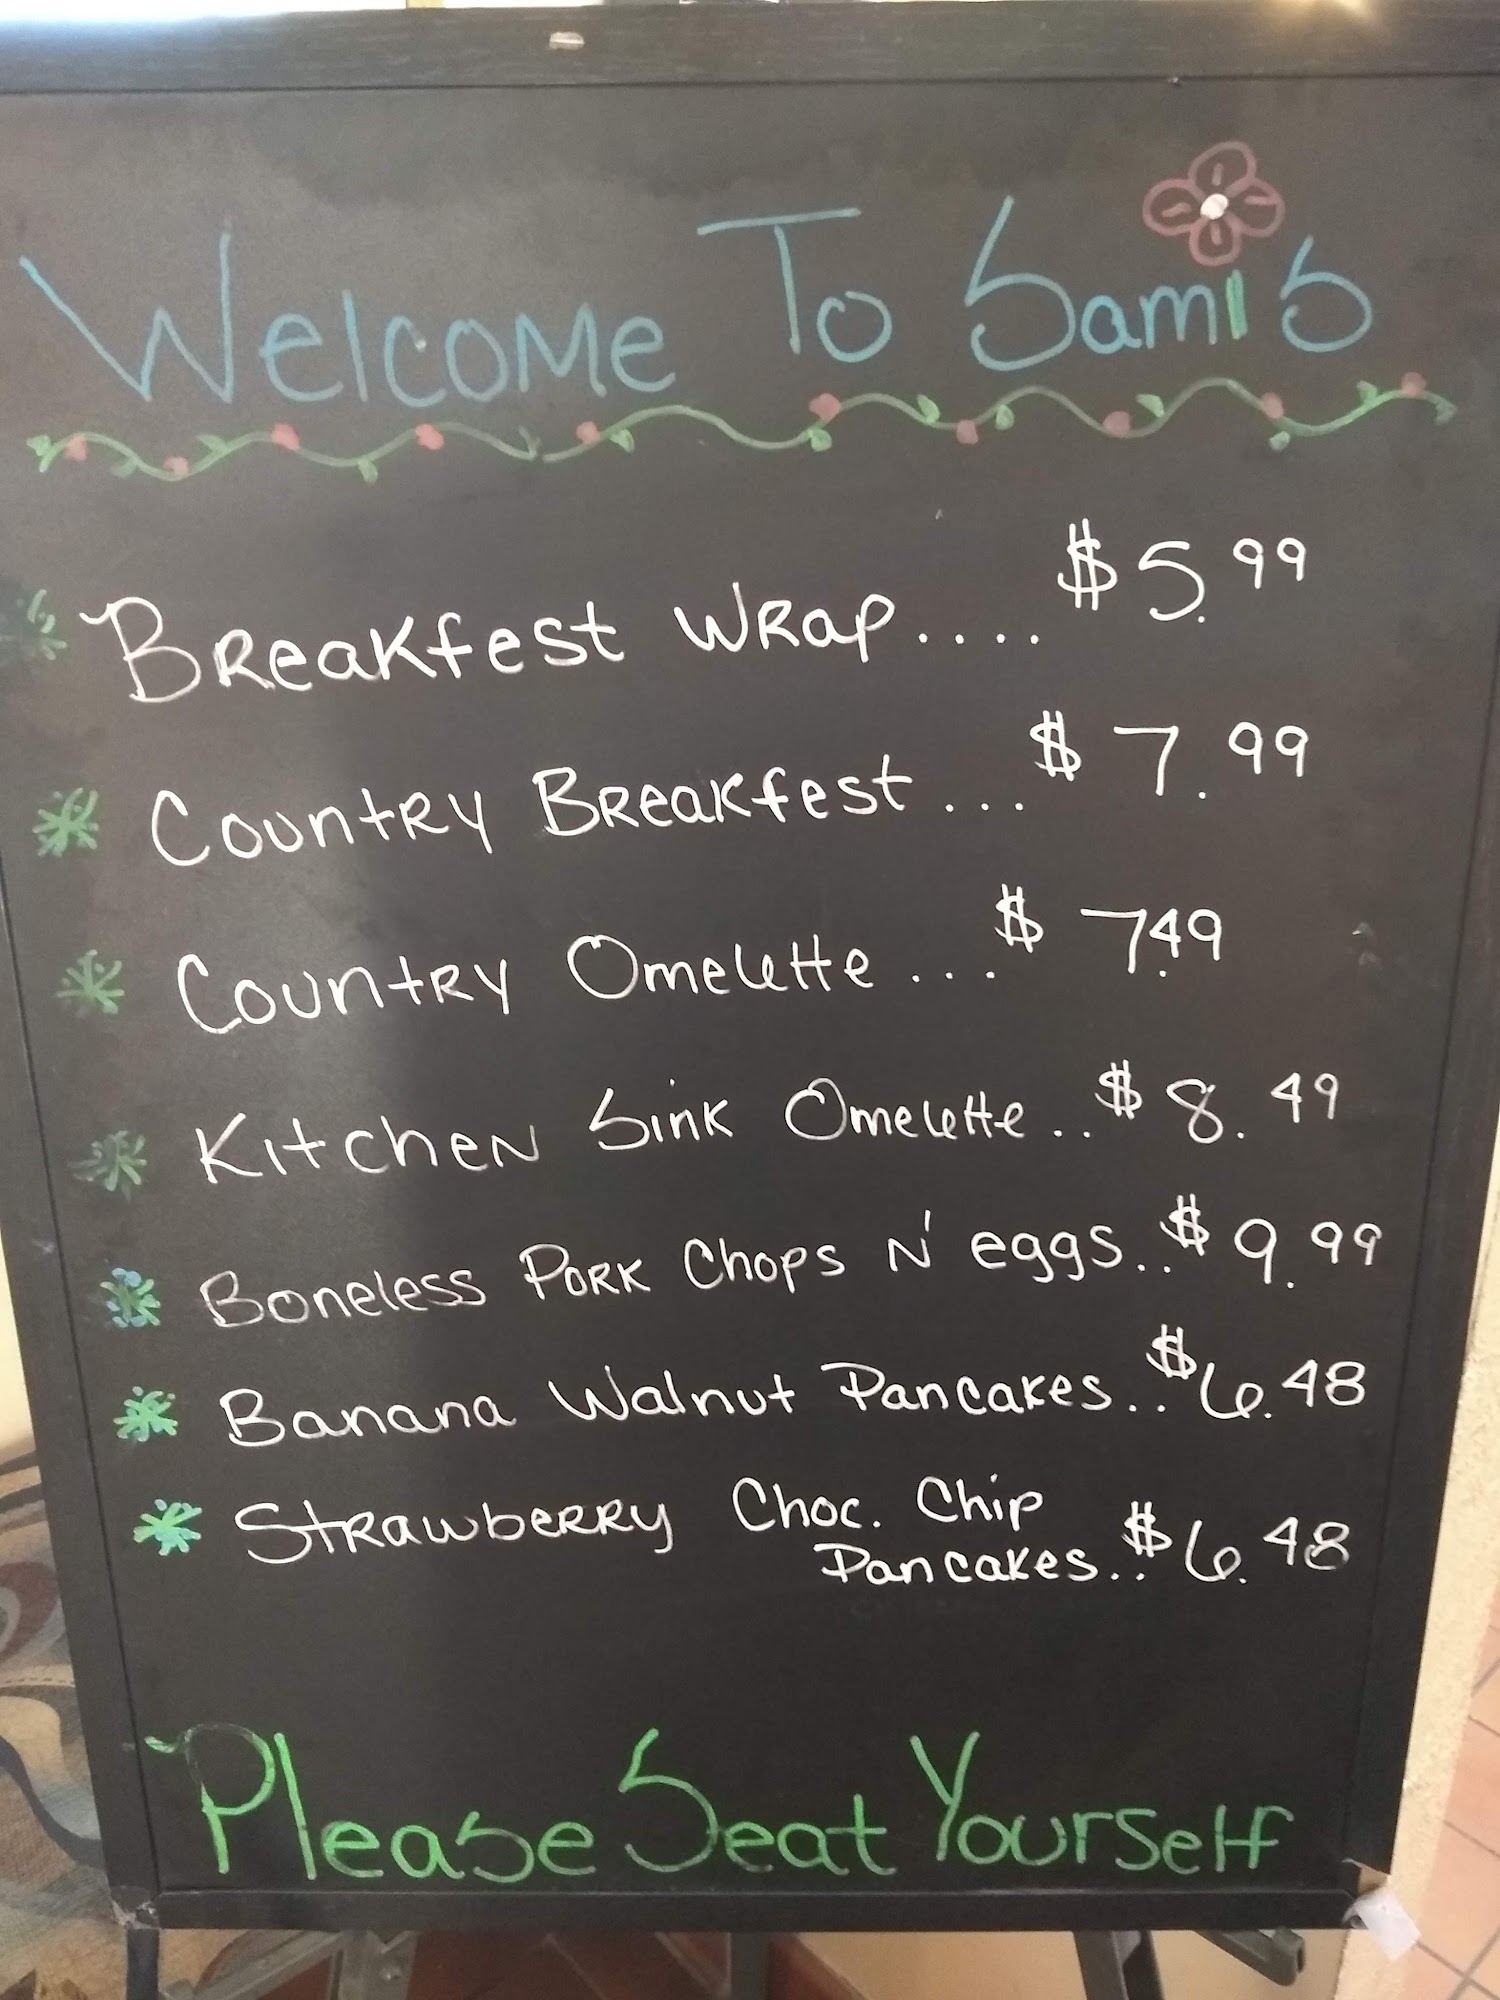 Welcome To Samis
Breakfest Wrap....$5.99
Country Breakfest...$7.99
Country Omelette...$7.49
Kitchen Sink Omelette..$8.49
Boneless Pork Chops N' eggs..$9.99
Banana Walnut Pancakes..$6.48
Strawberry Choc. Chip
Pancakes..$6.48
Please Seat Yourself